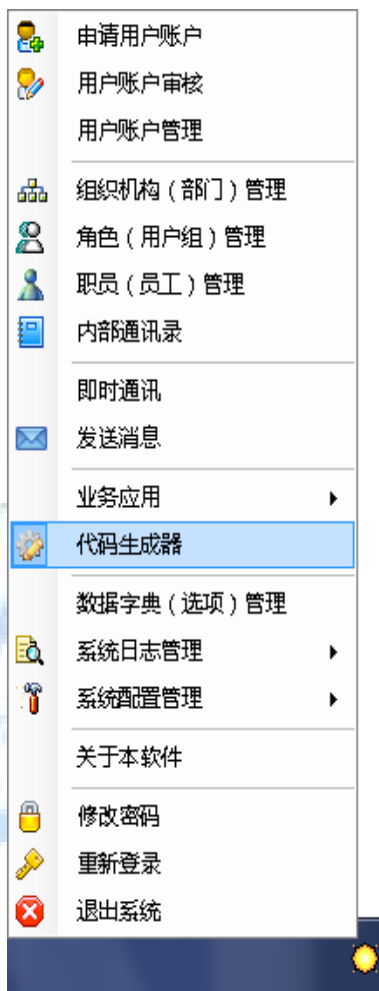 申请用户账户
用户账户审核
用户账户管理
组织机构（部门）管理
角色（用户组）管理
职员（员工）管理
内部通讯录
即时通讯
发送消息
业务应用
代码生成器
数据字典（选项）管理
系统日志管理
系统配置管理
关于本软件
修改密码
重新登录
退出系统